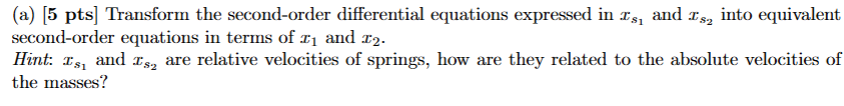 (a) [5 pts] Transform the second-order differential equations expressed in x_{s_1} and x_{s_2} into equivalent
second-order equations in terms of x_1 and x_2.
Hint: x_{s_1} and x_{s_2} are relative velocities of springs, how are they related to the absolute velocities of
the masses?